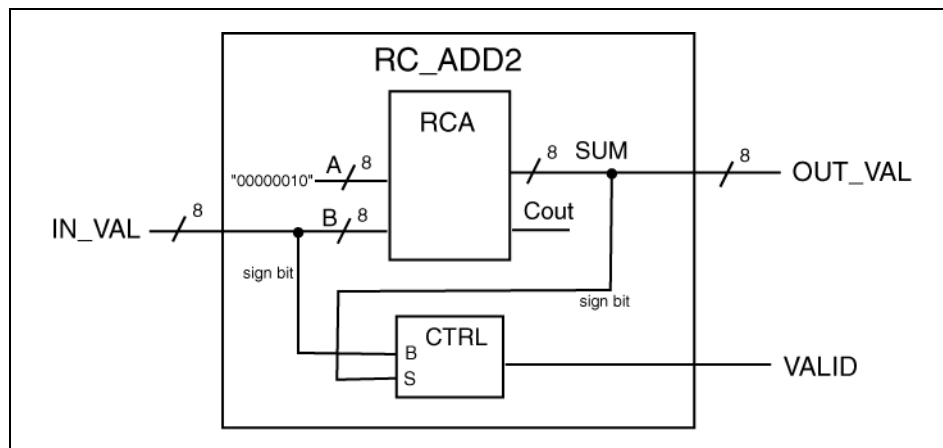 RC_ADD2
RCA
A 8
"00000010"
8 SUM
8 OUT_VAL
IN_VAL 8
B 8
Cout
sign bit
sign bit
CTRL
B
S
VALID